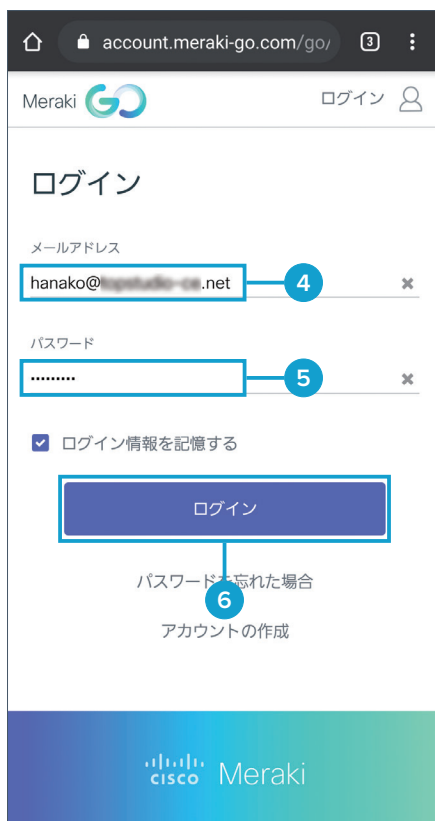 account.meraki-go.com/go/ 3
Meraki GO ログイン
ログイン
メールアドレス
hanako@ .net 4
パスワード
••••••••• 5
ログイン情報を記憶する
ログイン
パスワードを忘れた場合
6
アカウントの作成
cisco Meraki